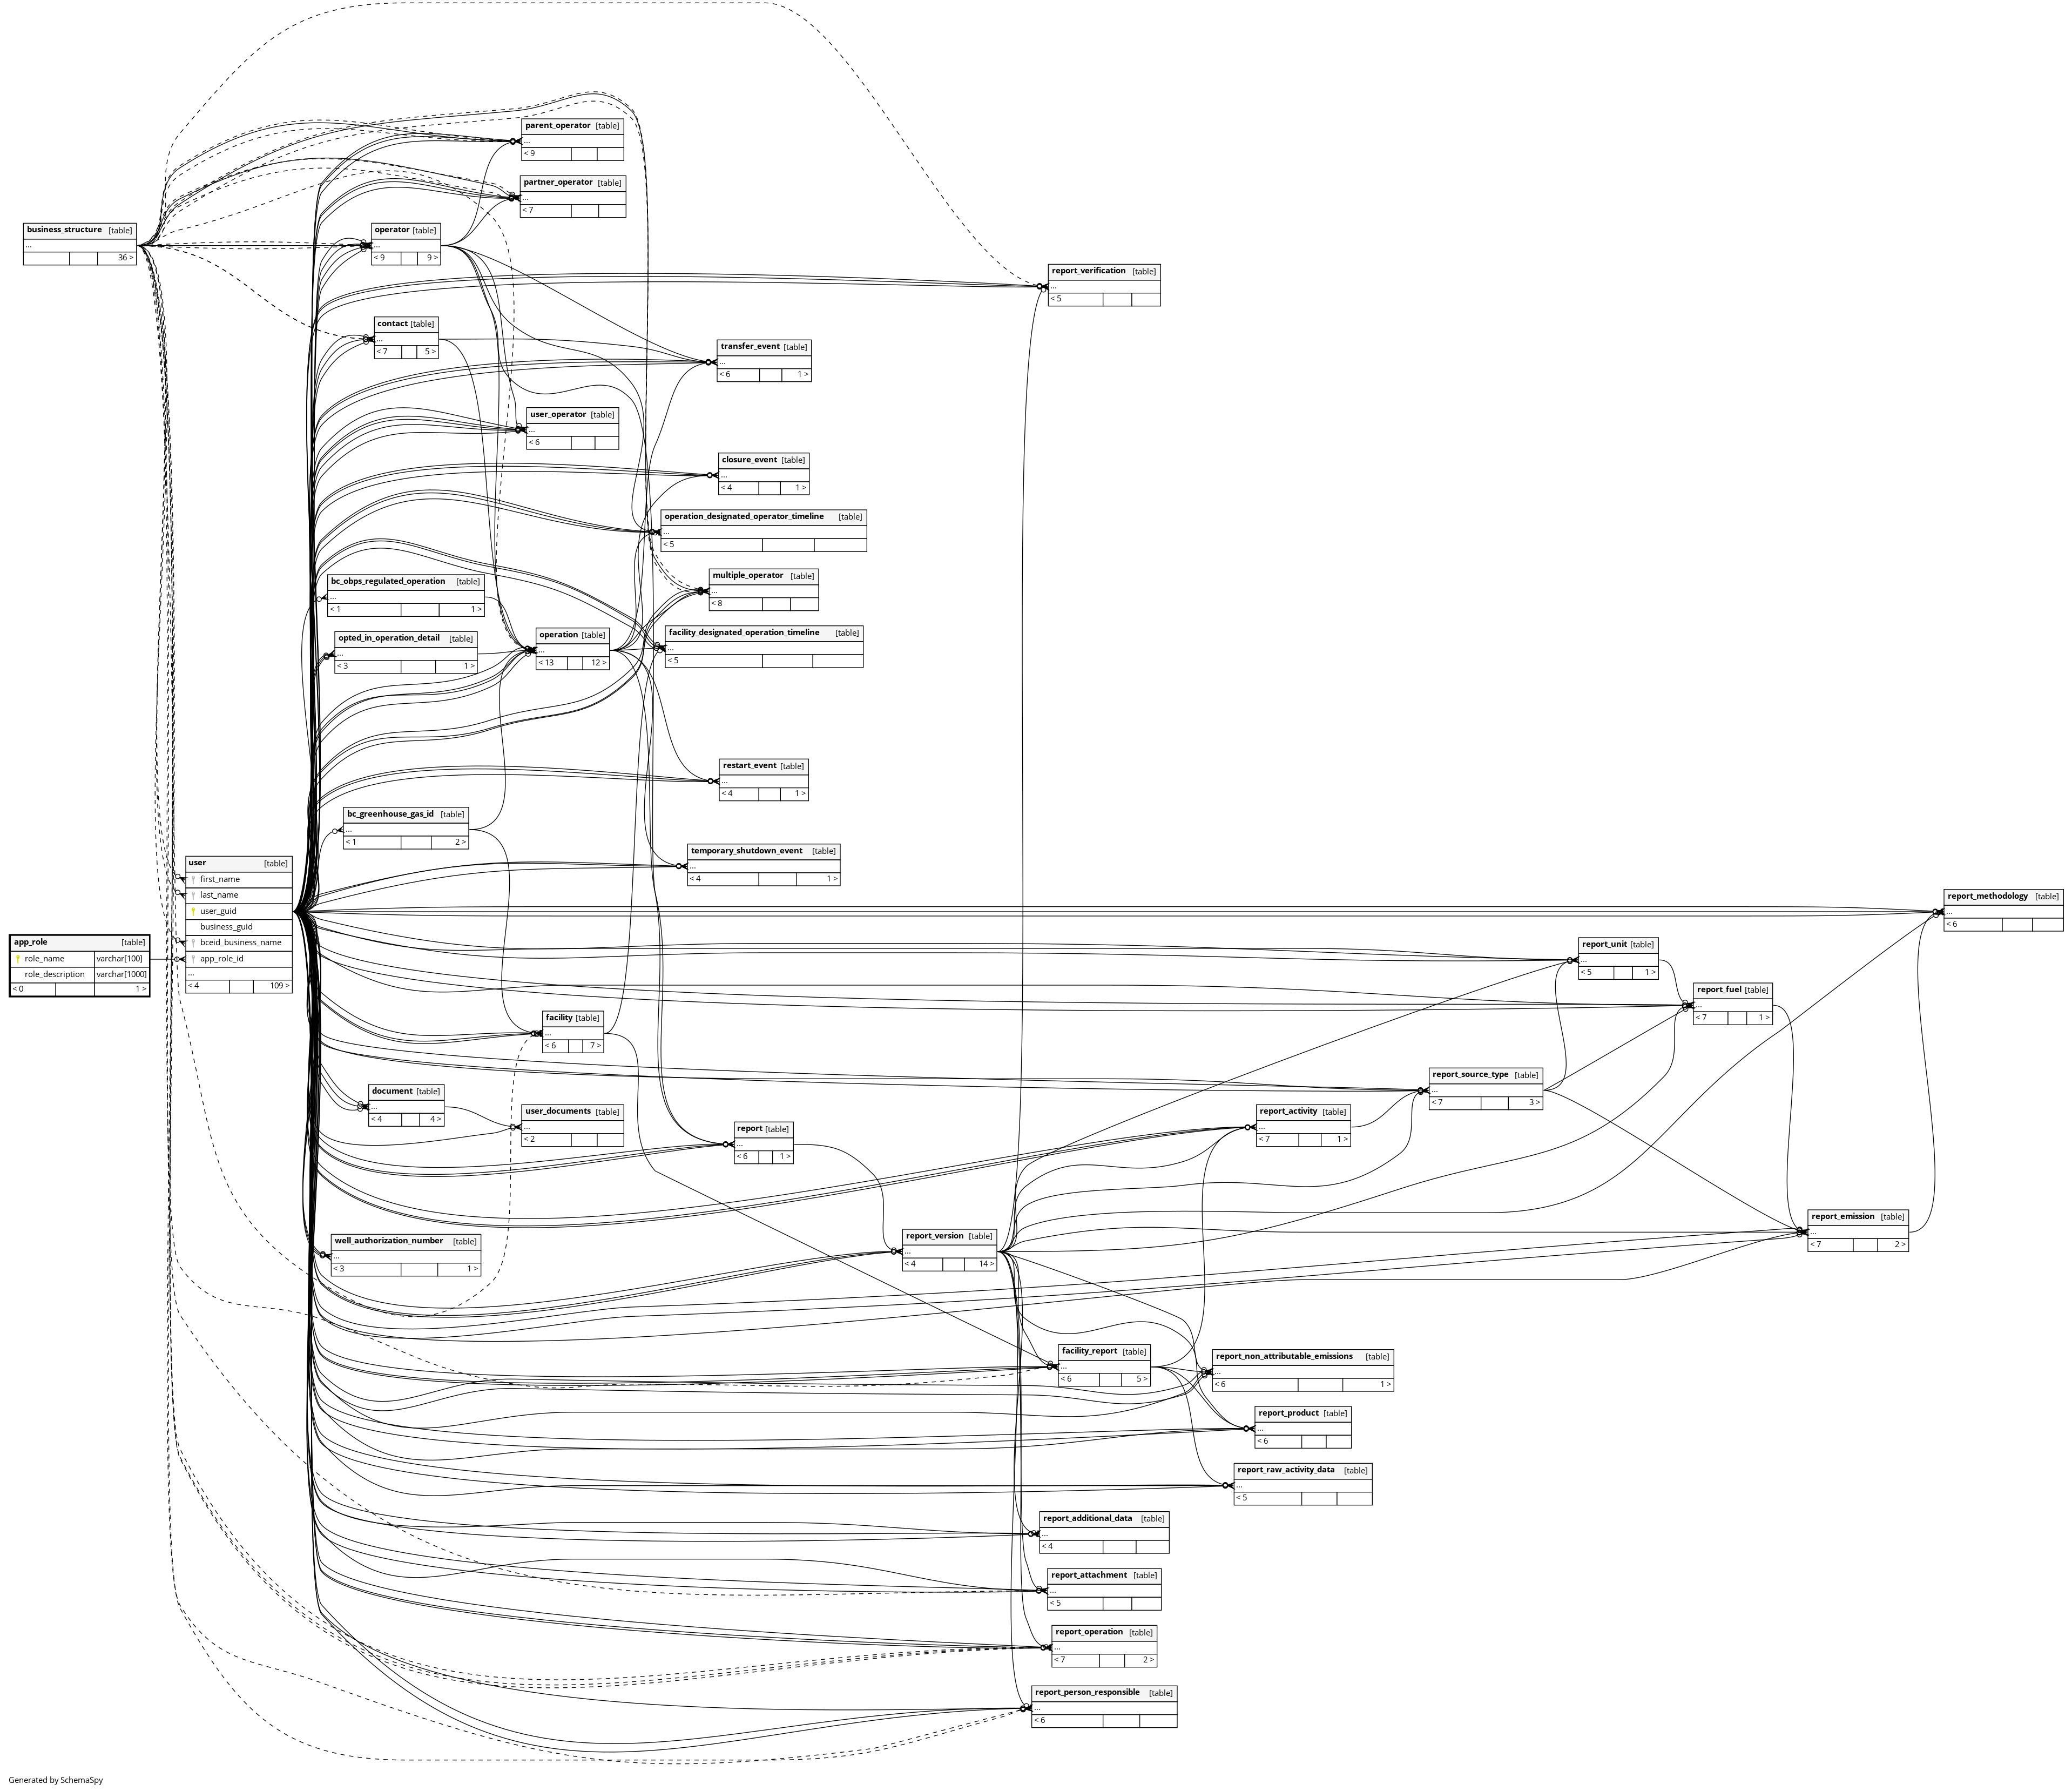 parent_operator [table]
...
< 9
partner_operator [table]
...
< 7
business_structure [table]
...
36 >
operator [table]
...
< 9 9 >
report_verification [table]
...
< 5
contact [table]
...
< 7 5 >
transfer_event [table]
...
< 6 1 >
user_operator [table]
...
< 6
closure_event [table]
...
< 4 1 >
operation_designated_operator_timeline [table]
...
< 5
bc_obps_regulated_operation [table]
...
< 1 1 >
multiple_operator [table]
...
< 8
opted_in_operation_detail [table]
...
< 3 1 >
operation [table]
...
< 13 12 >
facility_designated_operation_timeline [table]
...
< 5
restart_event [table]
...
< 4 1 >
bc_greenhouse_gas_id [table]
...
< 1 2 >
temporary_shutdown_event [table]
...
< 4 1 >
user [table]
first_name
last_name
user_guid
business_guid
bceid_business_name
app_role_id
...
< 4 109 >
app_role [table]
role_name varchar[100]
role_description varchar[1000]
< 0 1 >
report_methodology [table]
...
< 6
report_unit [table]
...
< 5 1 >
report_fuel [table]
...
< 7 1 >
facility [table]
...
< 6 7 >
report_source_type [table]
...
< 7 3 >
document [table]
...
< 4 4 >
user_documents [table]
...
< 2
report_activity [table]
...
< 7 1 >
report [table]
...
< 6 1 >
report_emission [table]
...
< 7 2 >
well_authorization_number [table]
...
< 3 1 >
report_version [table]
...
< 4 14 >
facility_report [table]
...
< 6 5 >
report_non_attributable_emissions [table]
...
< 6 1 >
report_product [table]
...
< 6
report_raw_activity_data [table]
...
< 5
report_additional_data [table]
...
< 4
report_attachment [table]
...
< 5
report_operation [table]
...
< 7 2 >
report_person_responsible [table]
...
< 6
Generated by SchemaSpy